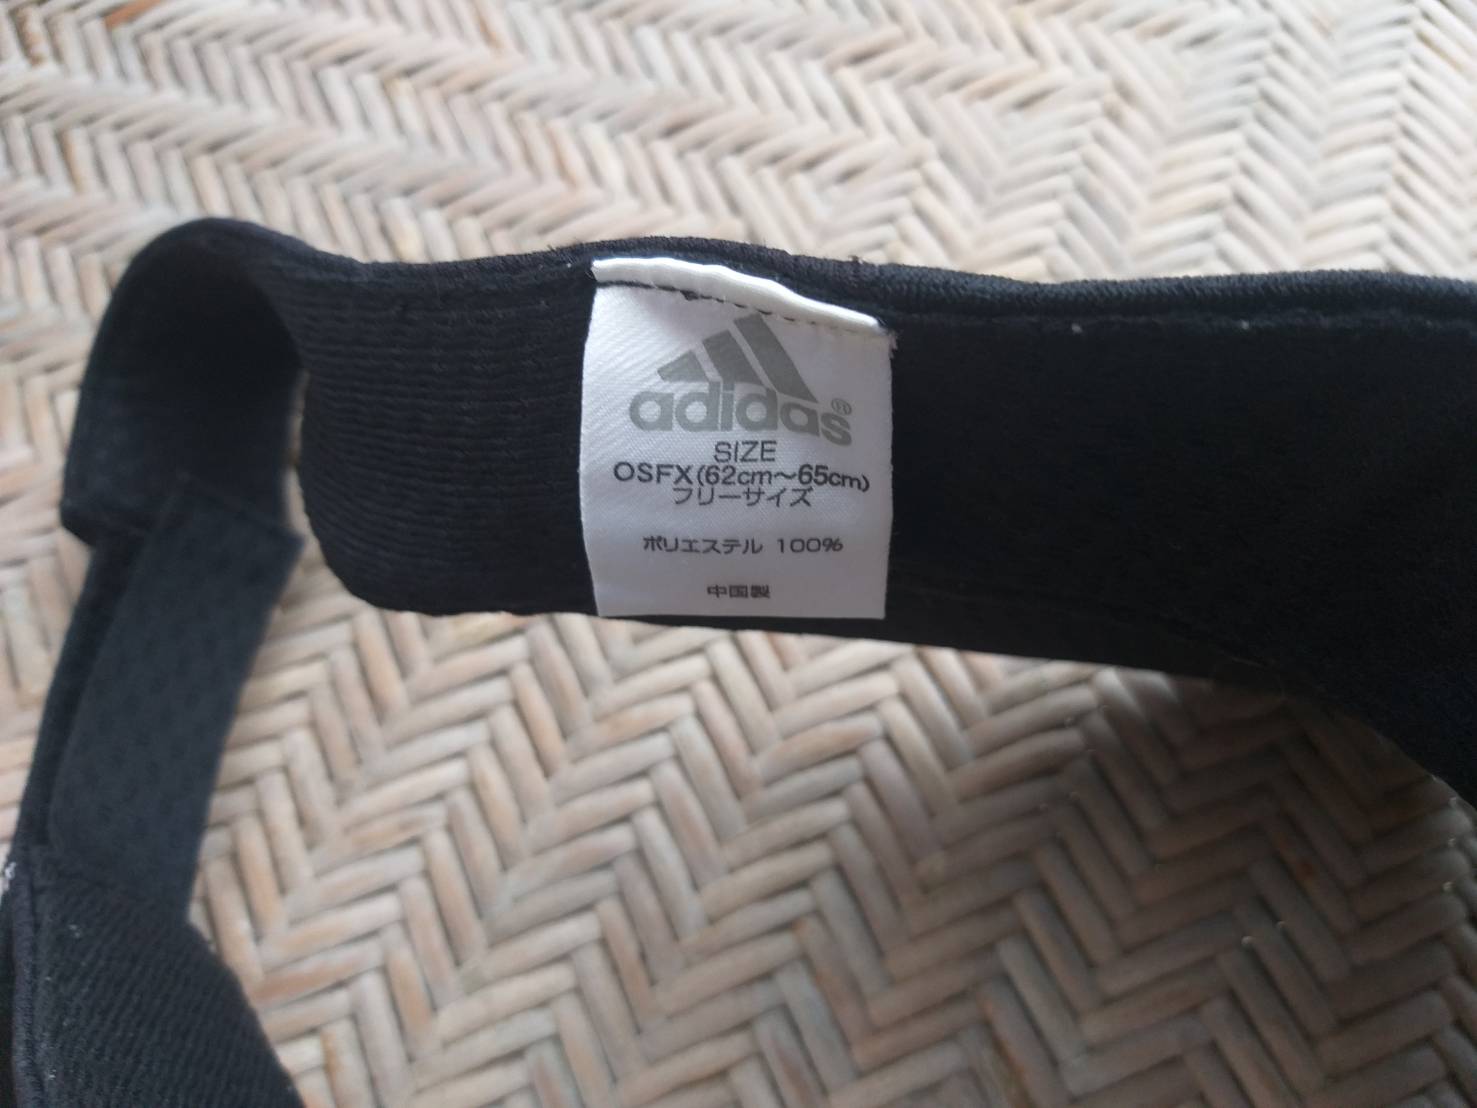 adidas®
SIZE
OSFX(62cm～65cm)
フリーサイズ
ポリエステル 100%
中国製